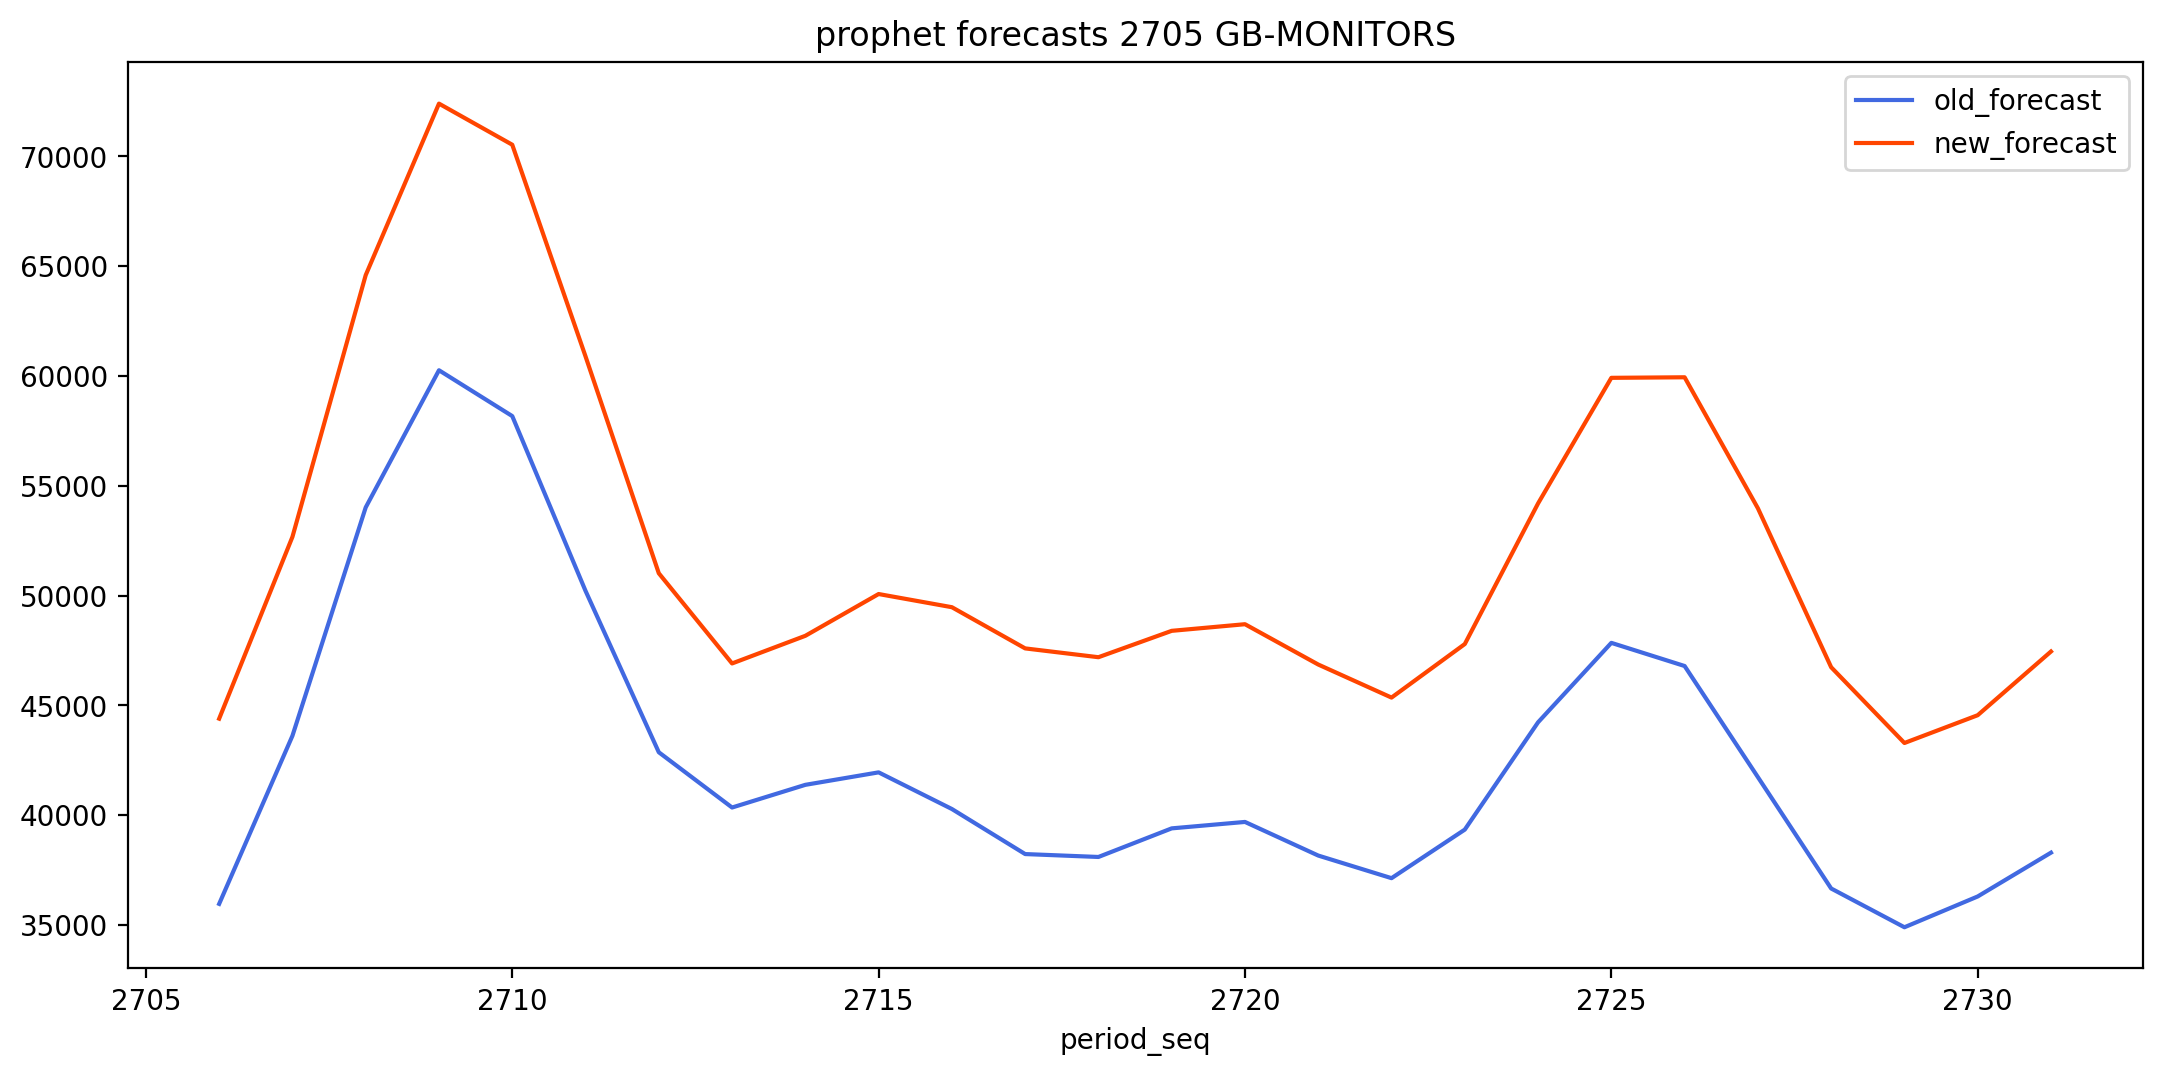 prophet forecasts 2705 GB-MONITORS
old_forecast
new_forecast
70000
65000
60000
55000
50000
45000
40000
35000
2705 2710 2715 2720 2725 2730
period_seq